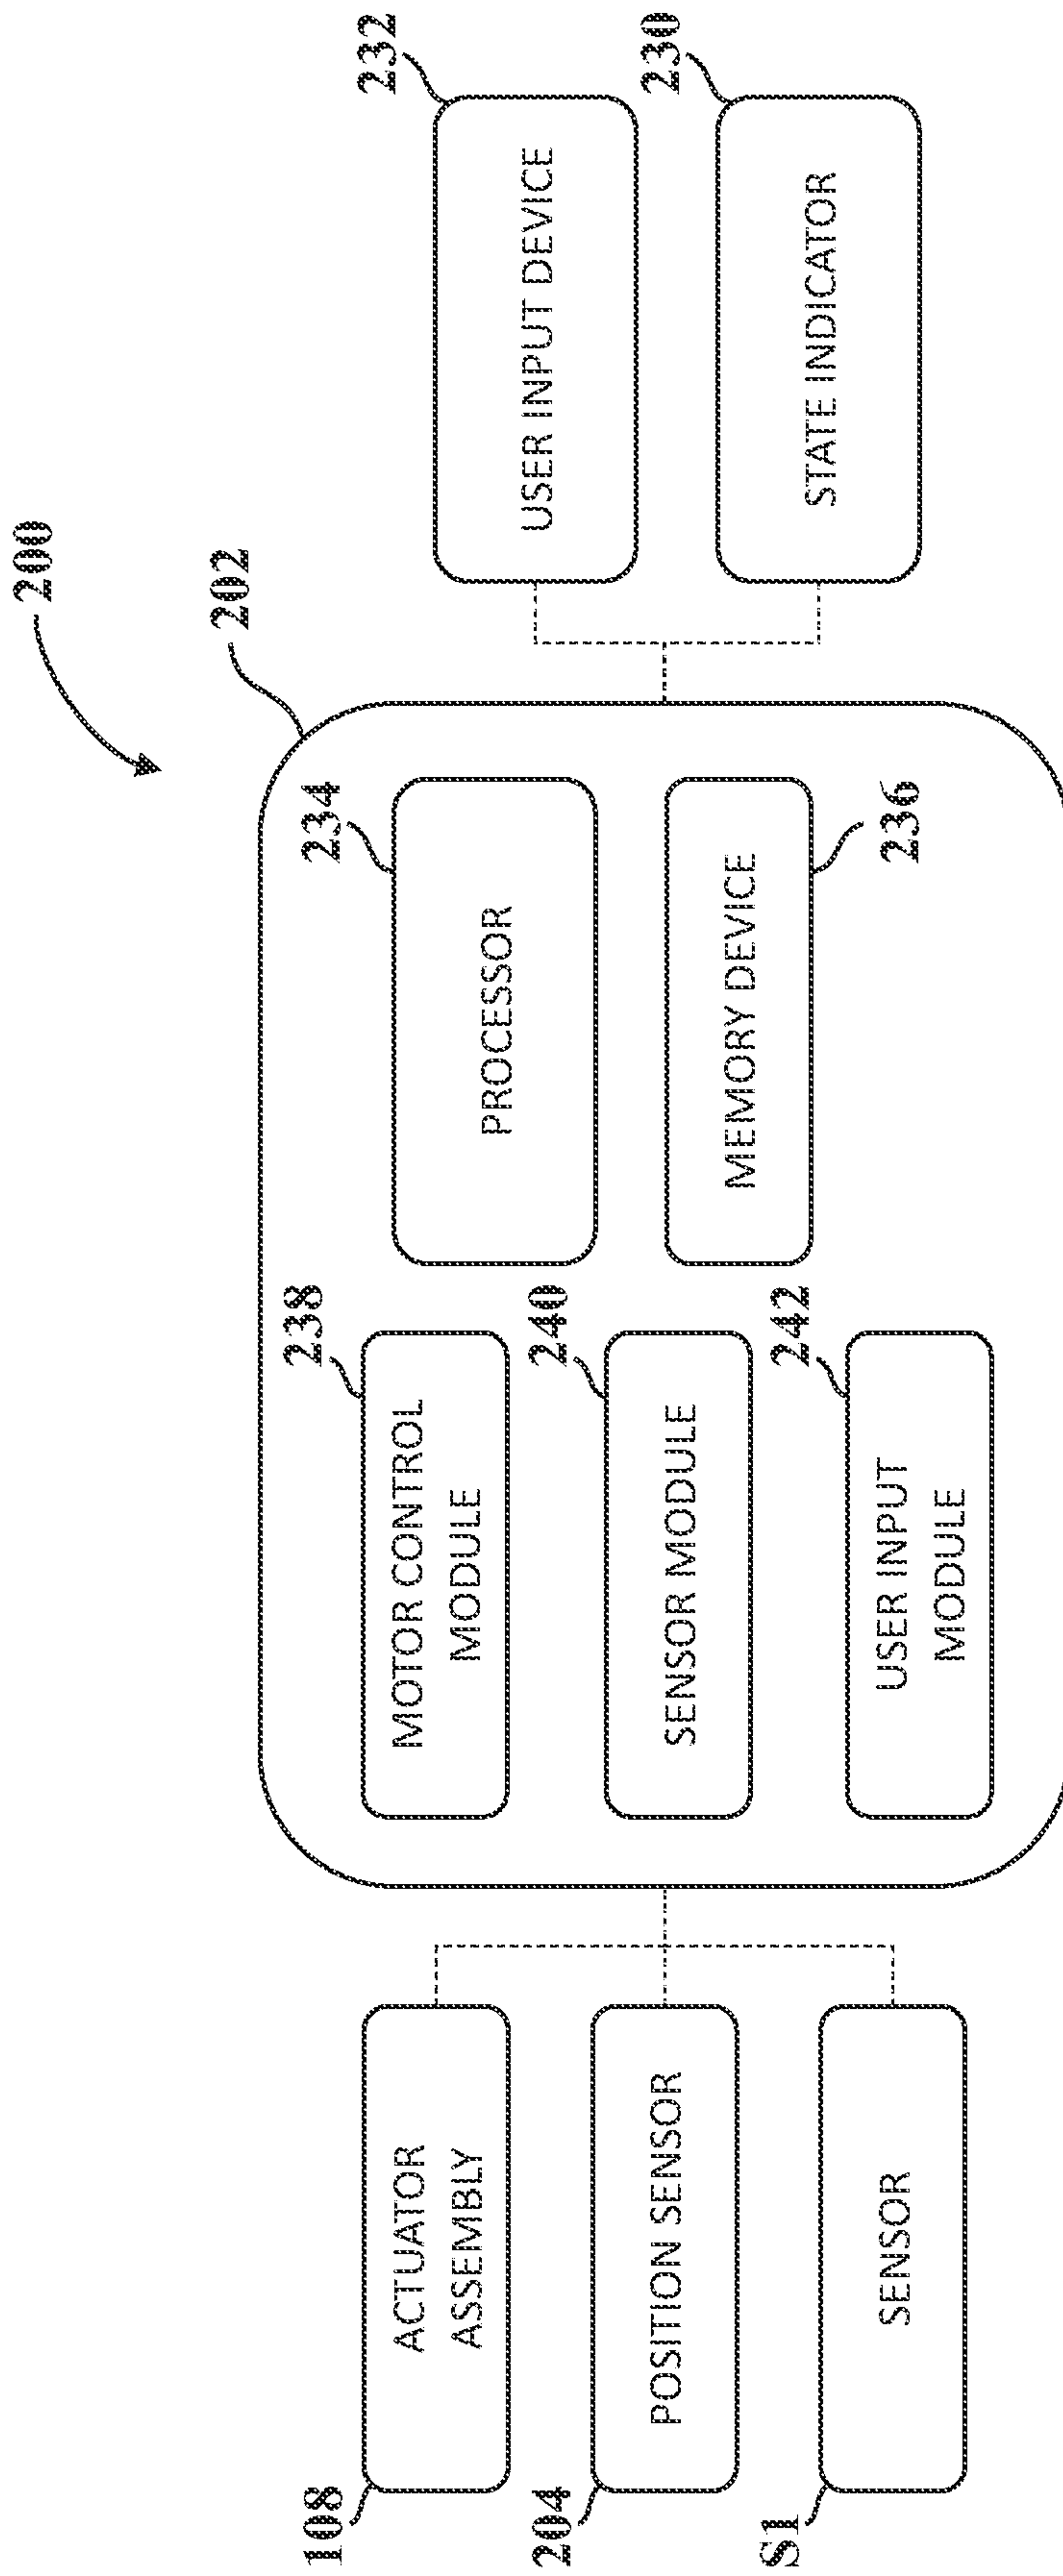 200
202
108
ACTUATOR
ASSEMBLY
204
POSITION SENSOR
S1
SENSOR
238
MOTOR CONTROL
MODULE
240
SENSOR MODULE
242
USER INPUT
MODULE
234
PROCESSOR
MEMORY DEVICE
236
232
USER INPUT DEVICE
230
STATE INDICATOR